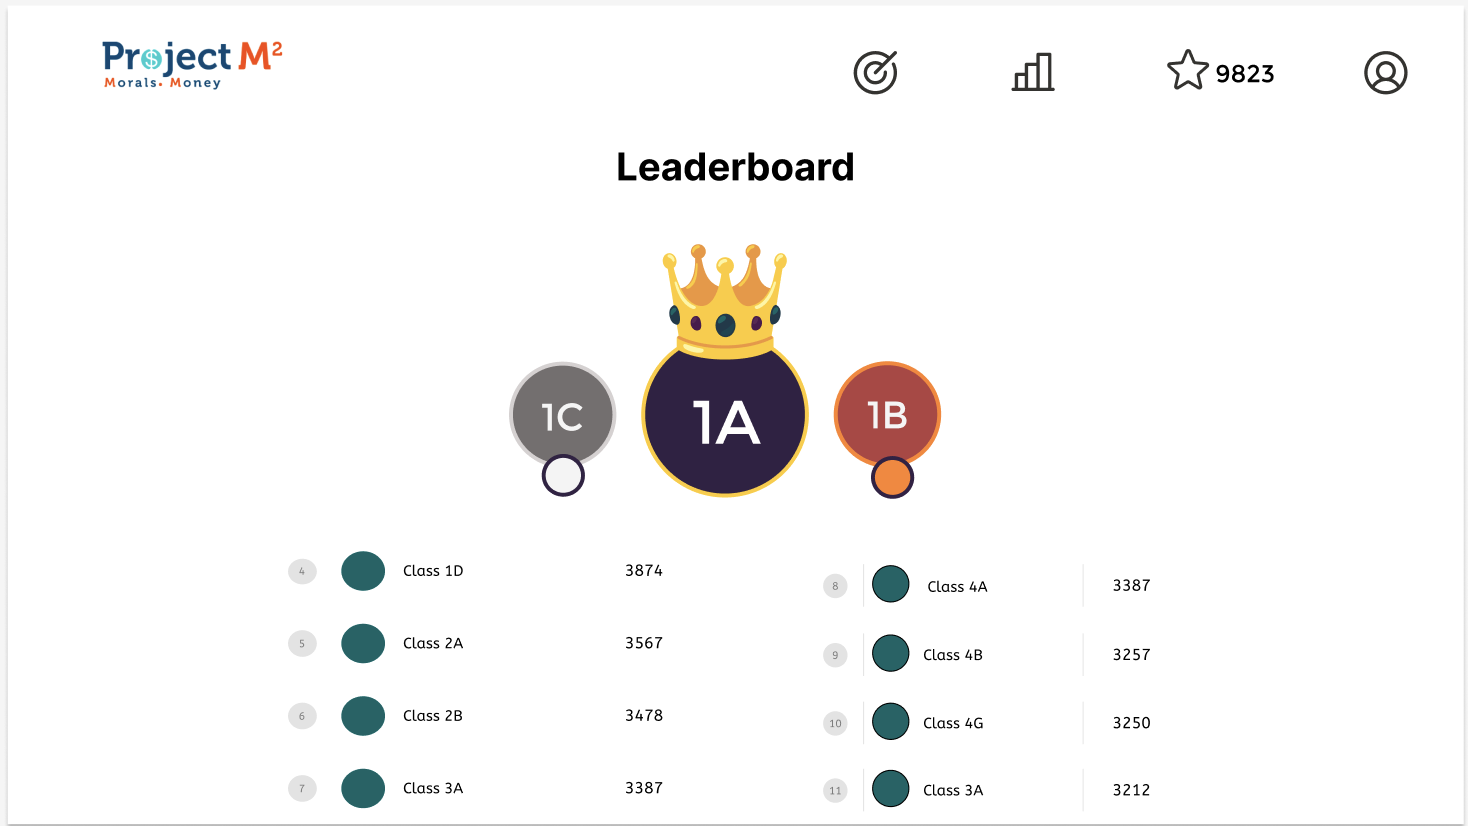 Project M²
Morals. Money
9823
Leaderboard
1C
1A
1B
4 Class 1D 3874
5 Class 2A 3567
6 Class 2B 3478
7 Class 3A 3387
8 Class 4A 3387
9 Class 4B 3257
10 Class 4G 3250
11 Class 3A 3212